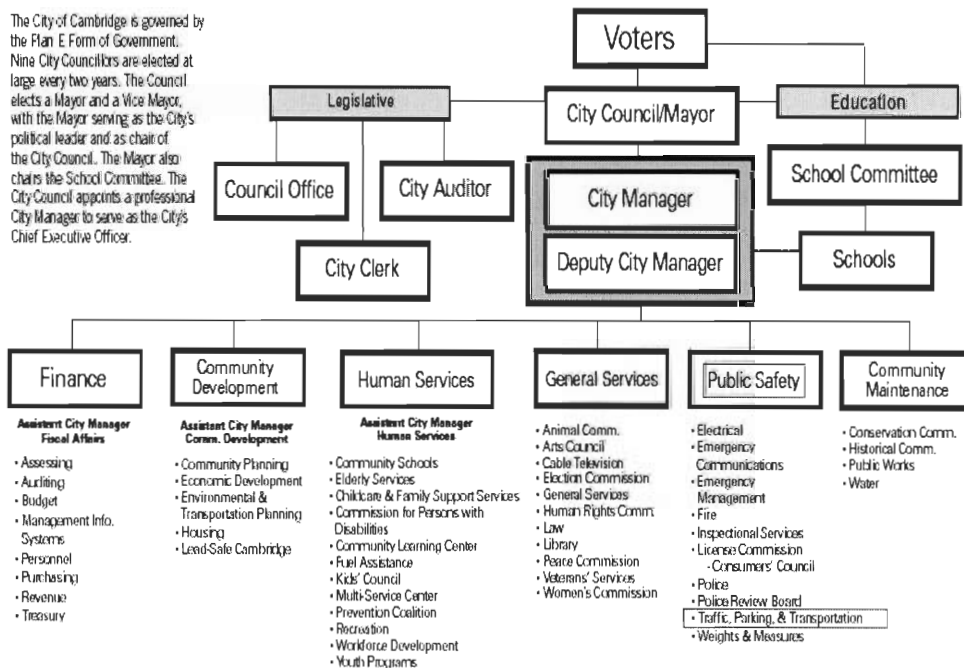 The City of Cambridge is governed by
the Plan E Form of Government.
Nine City Councillors are elected at
large every two years. The Council
elects a Mayor and a Vice Mayor,
with the Mayor serving as the City's
political leader and as chair of
the City Council. The Mayor also
chairs the School Committee. The
City Council appoints a professional
City Manager to serve as the City's
Chief Executive Officer.
Voters
Legislative
City Council/Mayor
Education
Council Office
City Auditor
City Clerk
City Manager
Deputy City Manager
School Committee
Schools
Finance
Assistant City Manager
Fiscal Affairs
• Assessing
• Auditing
• Budget
• Management Info.
Systems
• Personnel
• Purchasing
• Revenue
• Treasury
Community
Development
Assistant City Manager
Comm. Development
• Community Planning
• Economic Development
• Environmental &
Transportation Planning
• Housing
• Lead-Safe Cambridge
Human Services
Assistant City Manager
Human Services
• Community Schools
• Elderly Services
• Childcare & Family Support Services
• Commission for Persons with
Disabilities
• Community Learning Center
• Fuel Assistance
• Kids' Council
• Multi-Service Center
• Prevention Coalition
• Recreation
• Workforce Development
• Youth Programs
General Services
• Animal Comm.
• Arts Council
• Cable Television
• Election Commission
• General Services
• Human Rights Comm.
• Law
• Library
• Peace Commission
• Veterans' Services
• Women's Commission
Public Safety
• Electrical
• Emergency
Communications
• Emergency
Management
• Fire
• Inspectional Services
• License Commission
- Consumers' Council
• Police
• Police Review Board
• Traffic, Parking, & Transportation
• Weights & Measures
Community
Maintenance
• Conservation Comm.
• Historical Comm.
• Public Works
• Water